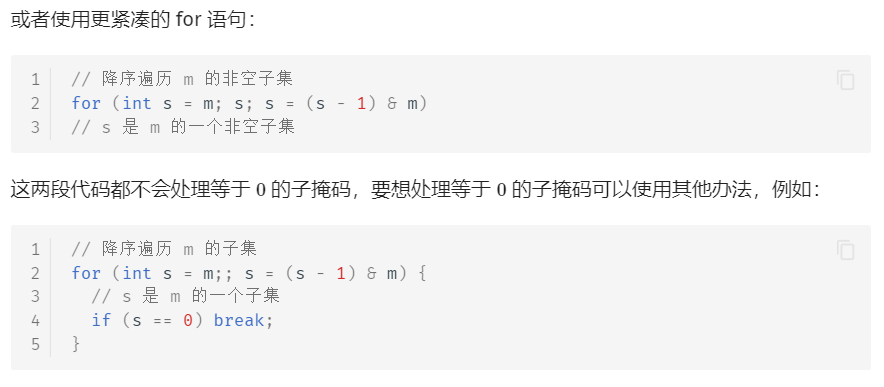 或者使用更紧凑的 for 语句：
1 // 降序遍历 m 的非空子集
2 for (int s = m; s; s = (s - 1) & m)
3 // s 是 m 的一个非空子集
这两段代码都不会处理等于 0 的子掩码，要想处理等于 0 的子掩码可以使用其他办法，例如：
1 // 降序遍历 m 的子集
2 for (int s = m;; s = (s - 1) & m) {
3   // s 是 m 的一个子集
4   if (s == 0) break;
5 }